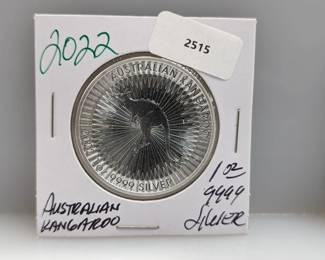 2022
2515
AUSTRALIAN KANGAROO
9999 SILVER
1 oz
9999
SILVER
AUSTRALIAN
KANGAROO